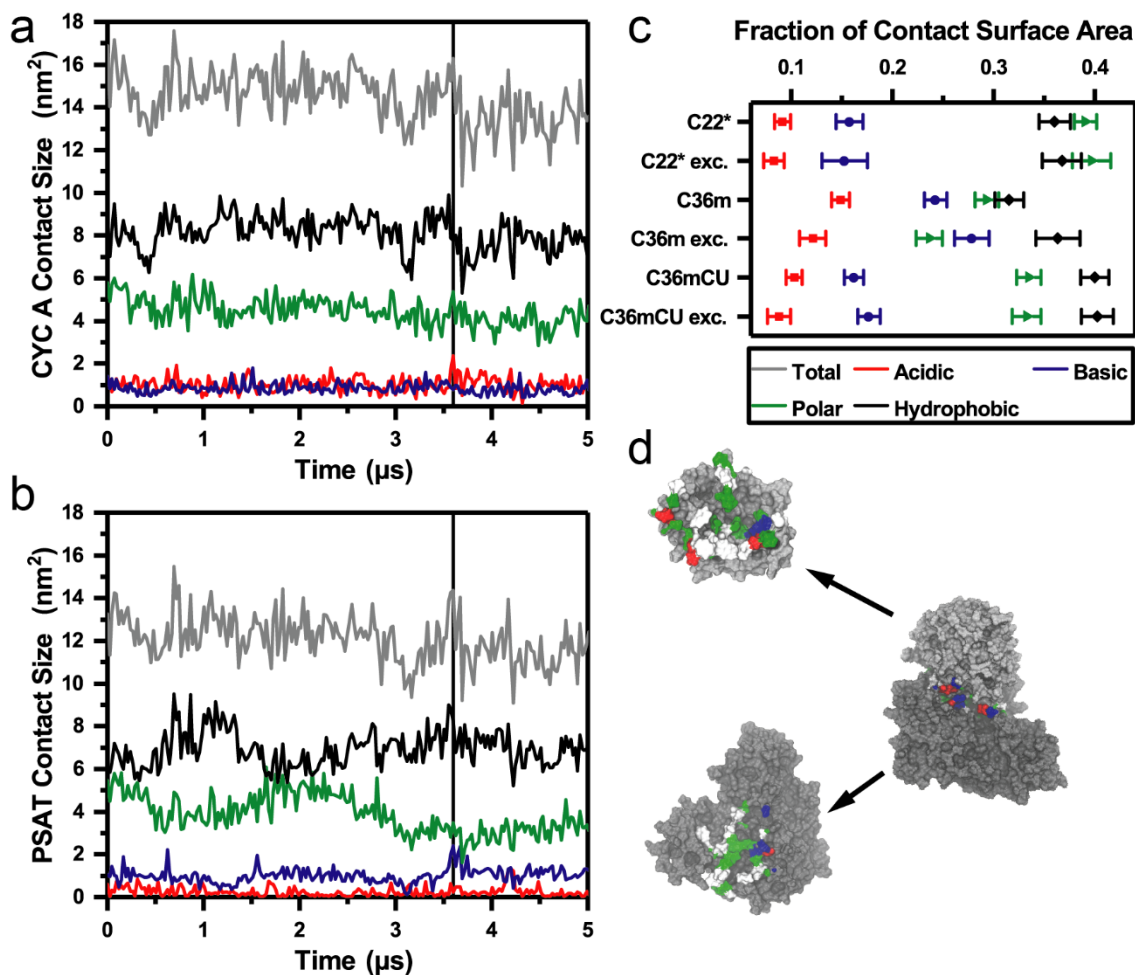 a
18
16
14
12
10
8
6
4
2
0
CYC A Contact Size (nm²)
0 1 2 3 4 5
Time (µs)
b
18
16
14
12
10
8
6
4
2
0
PSAT Contact Size (nm²)
0 1 2 3 4 5
Time (µs)
c
Fraction of Contact Surface Area
0.1 0.2 0.3 0.4
C22*
C22* exc.
C36m
C36m exc.
C36mCU
C36mCU exc.
Total Acidic Basic
Polar Hydrophobic
d